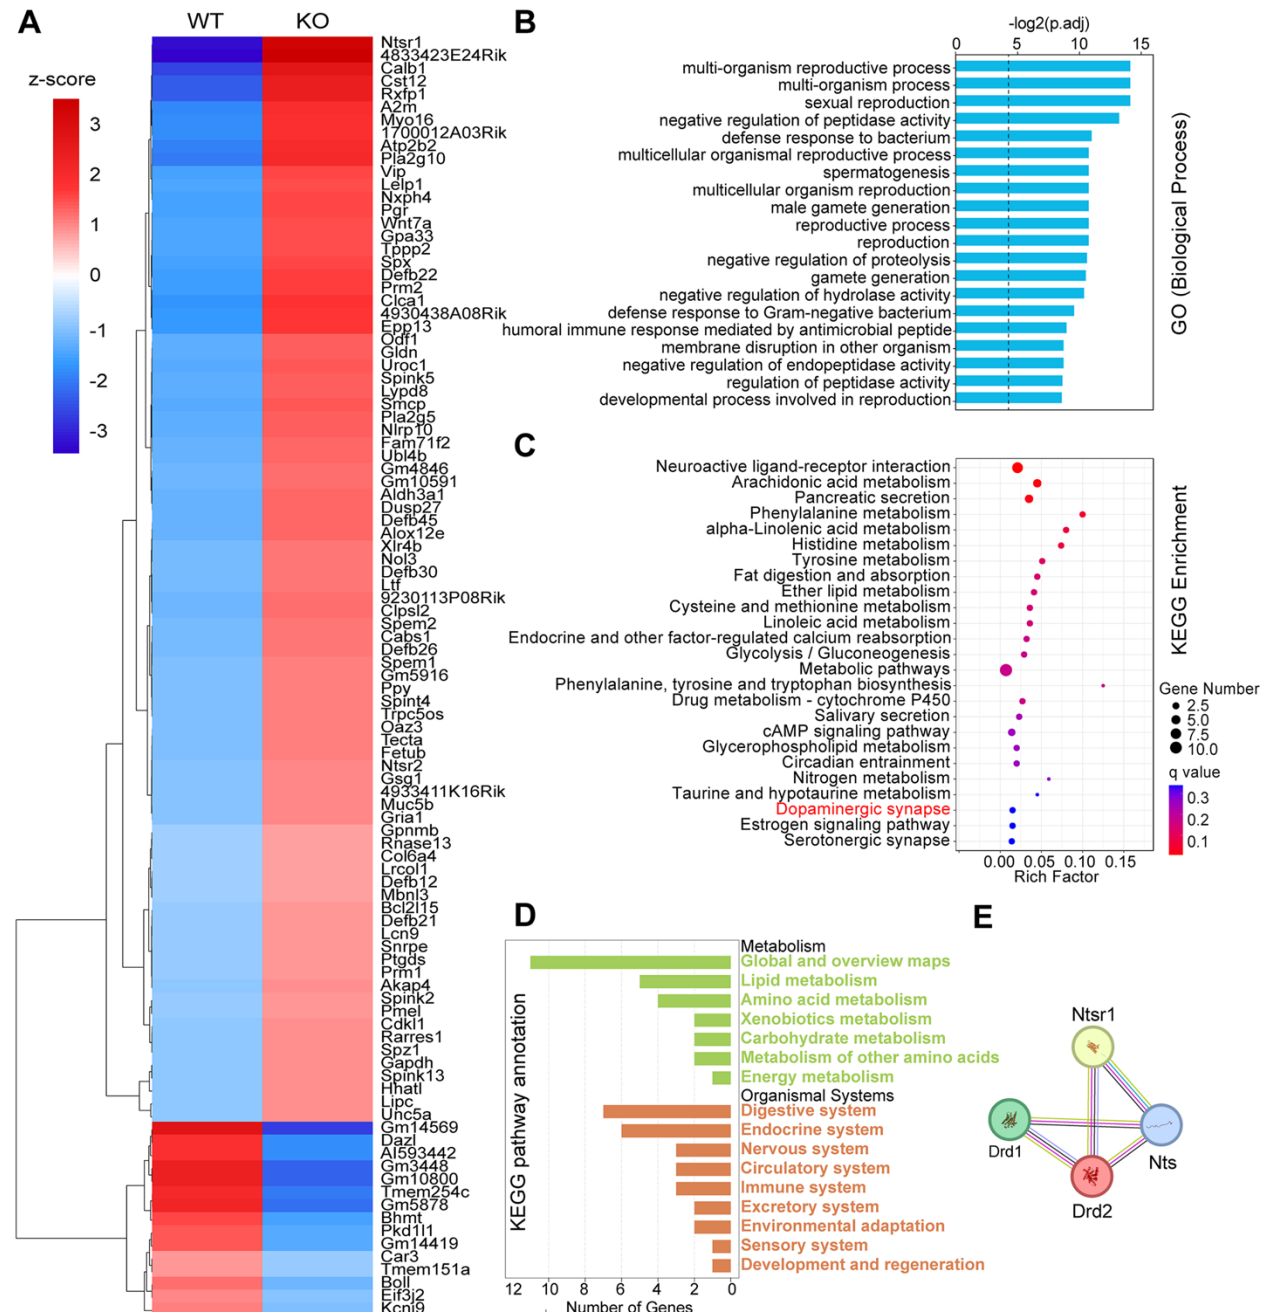 A
WT KO
z-score
3
2
1
0
-1
-2
-3
Ntsr1
4833423E24Rik
Calb1
Cst12
Rxfp1
A2m
Myo16
1700012A03Rik
Atp2b2
Pla2g10
Vip
Lelp1
Nxph4
Pgr
Wnt7a
Gpa33
Tppp2
Spx
Defb22
Prm2
Clca1
4930438A08Rik
Epp13
Odf1
Gldn
Uroc1
Spink5
Lypd8
Smcp
Pla2g5
Nlrp10
Fam71f2
Ubl4b
Gm4846
Gm10591
Aldh3a1
Dusp27
Defb45
Alox12e
Xlr4b
Nol3
Defb30
Ltf
9230113P08Rik
Clpsl2
Spem2
Cabs1
Defb26
Spem1
Gm5916
Ppy
Spint4
Trpc5os
Oaz3
Tecta
Fetub
Ntsr2
Gsg1
4933411K16Rik
Muc5b
Gria1
Gpnmb
Rnase13
Col6a4
Lrcol1
Defb12
Mbnl3
Bcl2l15
Defb21
Lcn9
Snrpe
Ptgds
Prm1
Akap4
Spink2
Pmel
Cdkl1
Rarres1
Spz1
Gapdh
Spink13
Hhatl
Lipc
Unc5a
Gm14569
Dazl
AI593442
Gm3448
Gm10800
Tmem254c
Gm5878
Bhmt
Pkd1l1
Gm14419
Car3
Tmem151a
Boll
Eif3j2
Kcnj9
B
-log2(p.adj)
0 5 10 15
multi-organism reproductive process
multi-organism process
sexual reproduction
negative regulation of peptidase activity
defense response to bacterium
multicellular organismal reproductive process
spermatogenesis
multicellular organism reproduction
male gamete generation
reproductive process
reproduction
negative regulation of proteolysis
gamete generation
negative regulation of hydrolase activity
defense response to Gram-negative bacterium
humoral immune response mediated by antimicrobial peptide
membrane disruption in other organism
negative regulation of endopeptidase activity
regulation of peptidase activity
developmental process involved in reproduction
GO (Biological Process)
C
Neuroactive ligand-receptor interaction
Arachidonic acid metabolism
Pancreatic secretion
Phenylalanine metabolism
alpha-Linolenic acid metabolism
Histidine metabolism
Tyrosine metabolism
Fat digestion and absorption
Ether lipid metabolism
Cysteine and methionine metabolism
Linoleic acid metabolism
Endocrine and other factor-regulated calcium reabsorption
Glycolysis / Gluconeogenesis
Metabolic pathways
Phenylalanine, tyrosine and tryptophan biosynthesis
Drug metabolism - cytochrome P450
Salivary secretion
cAMP signaling pathway
Glycerophospholipid metabolism
Circadian entrainment
Nitrogen metabolism
Taurine and hypotaurine metabolism
Dopaminergic synapse
Estrogen signaling pathway
Serotonergic synapse
0.00 0.05 0.10 0.15
Rich Factor
KEGG Enrichment
Gene Number
2.5
5.0
7.5
10.0
q value
0.3
0.2
0.1
D
KEGG pathway annotation
Metabolism
Global and overview maps
Lipid metabolism
Amino acid metabolism
Xenobiotics metabolism
Carbohydrate metabolism
Metabolism of other amino acids
Energy metabolism
Organismal Systems
Digestive system
Endocrine system
Nervous system
Circulatory system
Immune system
Excretory system
Environmental adaptation
Sensory system
Development and regeneration
12 10 8 6 4 2 0
Number of Genes
E
Ntsr1
Drd1
Nts
Drd2